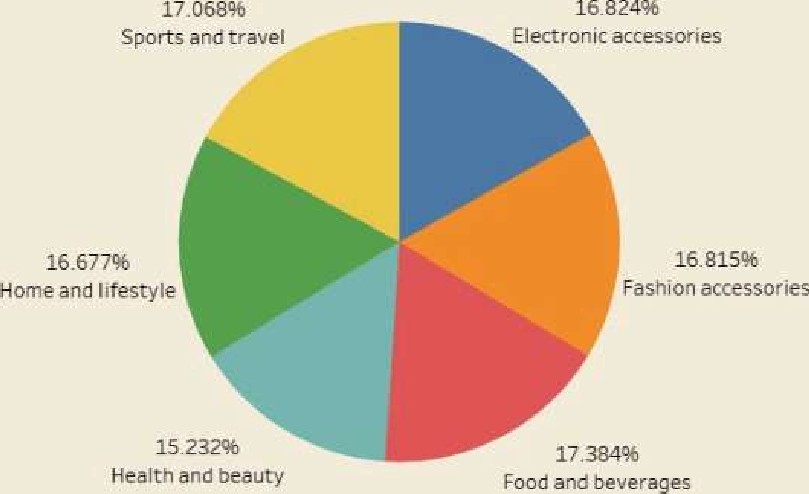 17.068%
Sports and travel
16.824%
Electronic accessories
16.677%
Home and lifestyle
16.815%
Fashion accessories
15.232%
Health and beauty
17.384%
Food and beverages